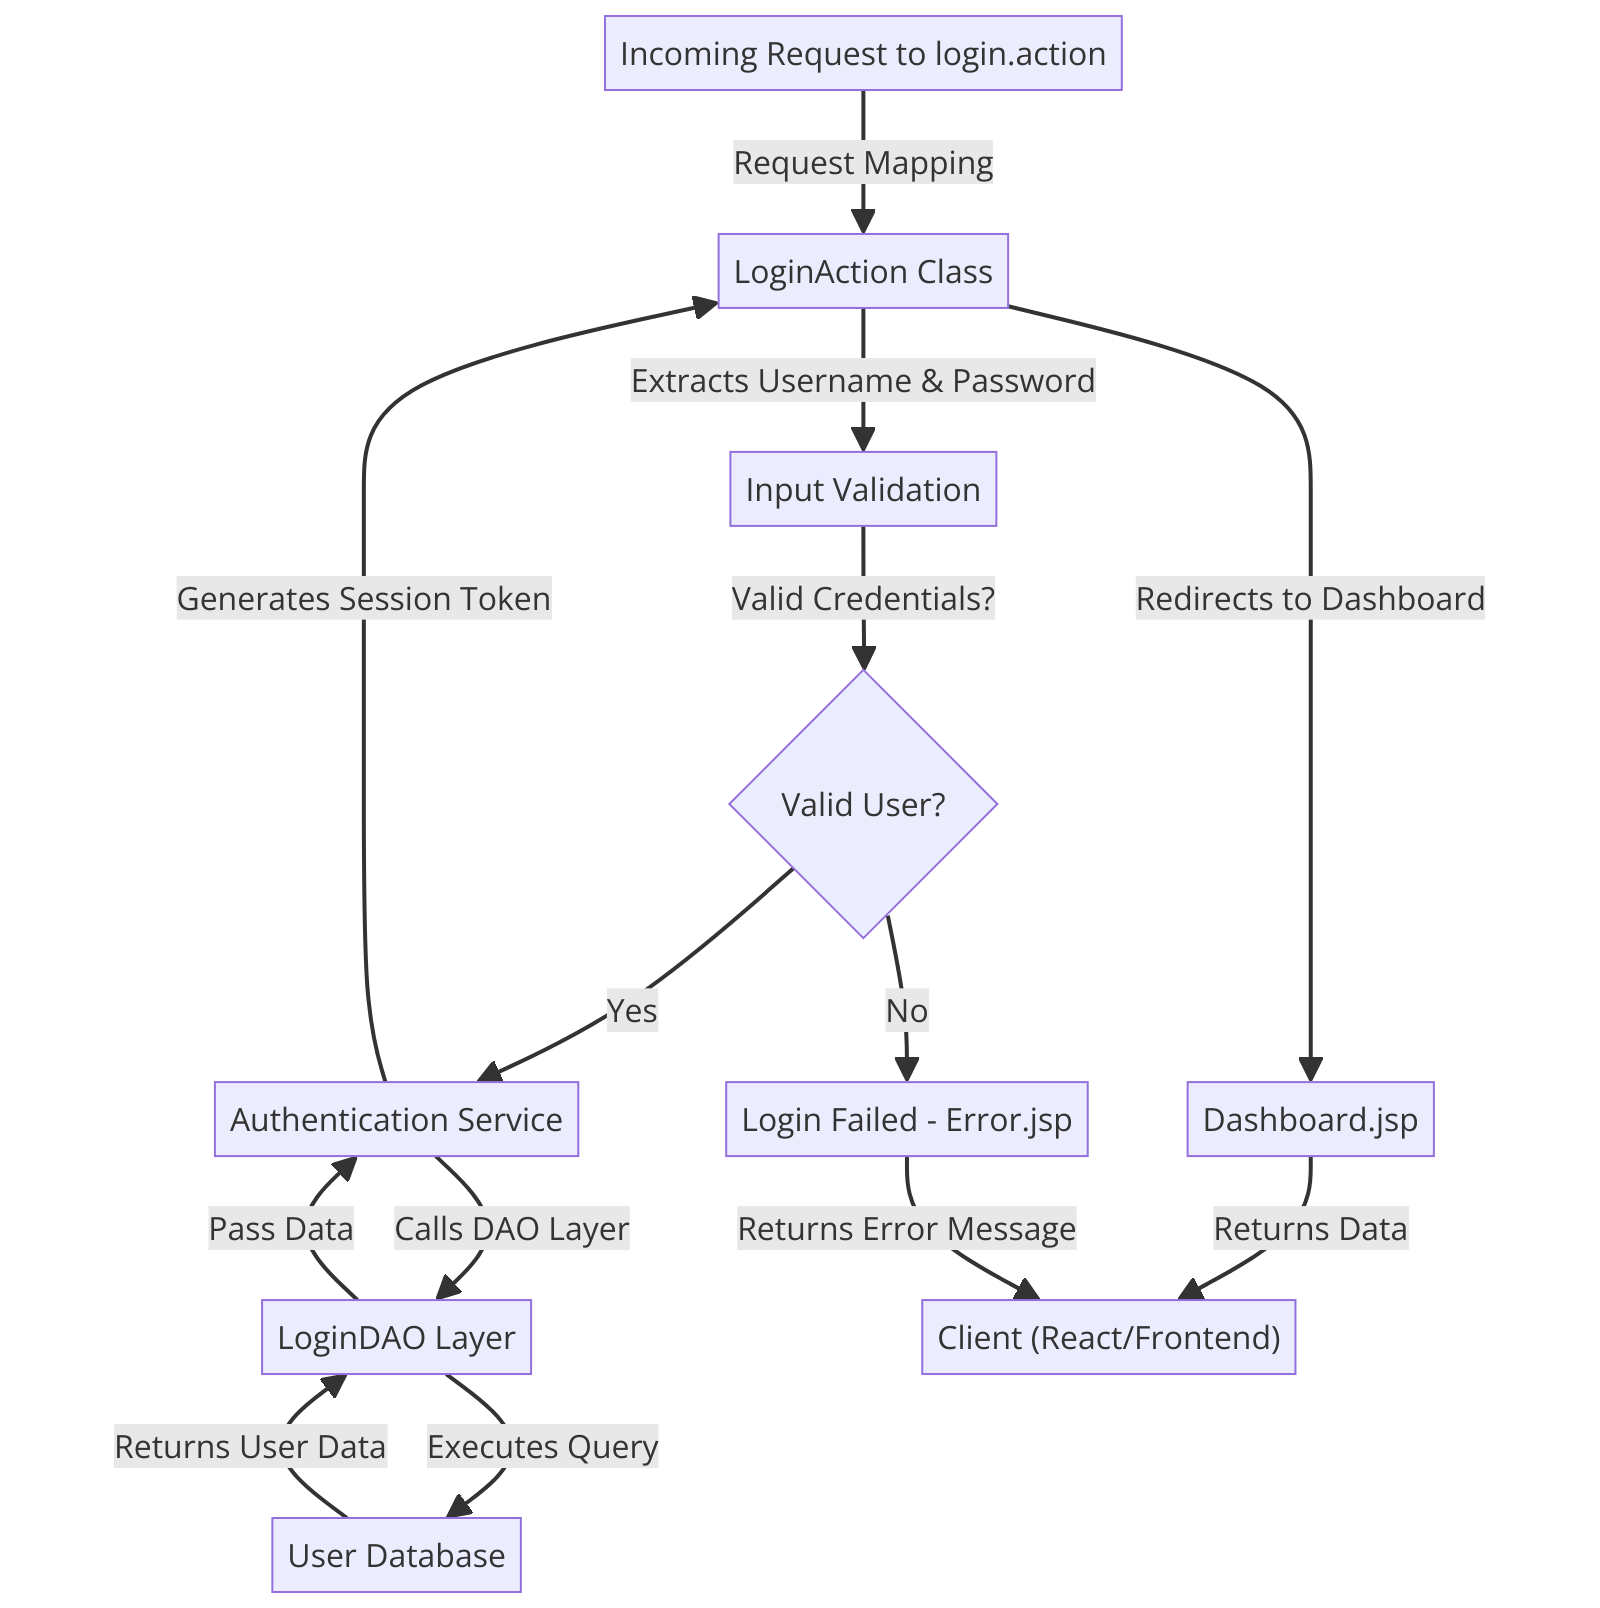 Incoming Request to login.action
Request Mapping
LoginAction Class
Extracts Username & Password
Input Validation
Generates Session Token
Valid Credentials?
Redirects to Dashboard
Valid User?
Yes
No
Authentication Service
Login Failed - Error.jsp
Dashboard.jsp
Pass Data
Calls DAO Layer
Returns Error Message
Returns Data
LoginDAO Layer
Client (React/Frontend)
Returns User Data
Executes Query
User Database